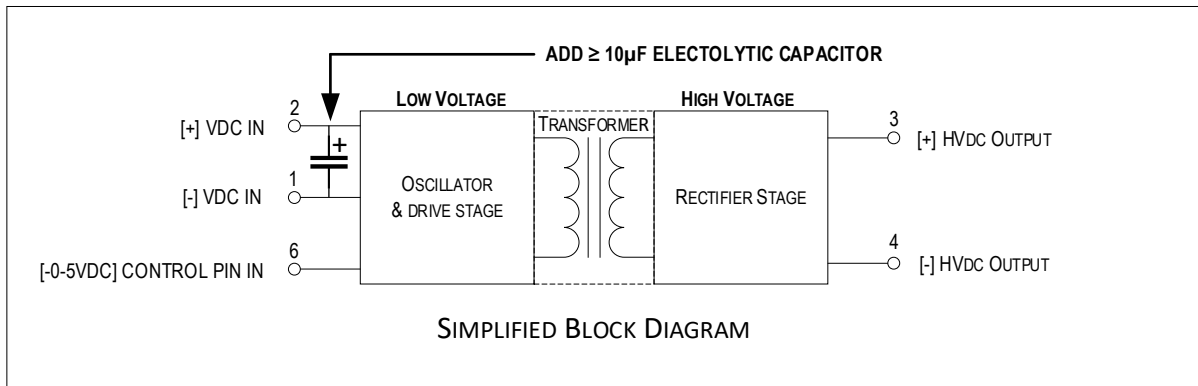 ADD ≥ 10µF ELECTOLYTIC CAPACITOR
LOW VOLTAGE
HIGH VOLTAGE
2
[+] VDC IN
+
1
[-] VDC IN
6
[-0-5VDC] CONTROL PIN IN
OSCILLATOR
& DRIVE STAGE
TRANSFORMER
RECTIFIER STAGE
3
[+] HVDC OUTPUT
4
[-] HVDC OUTPUT
SIMPLIFIED BLOCK DIAGRAM